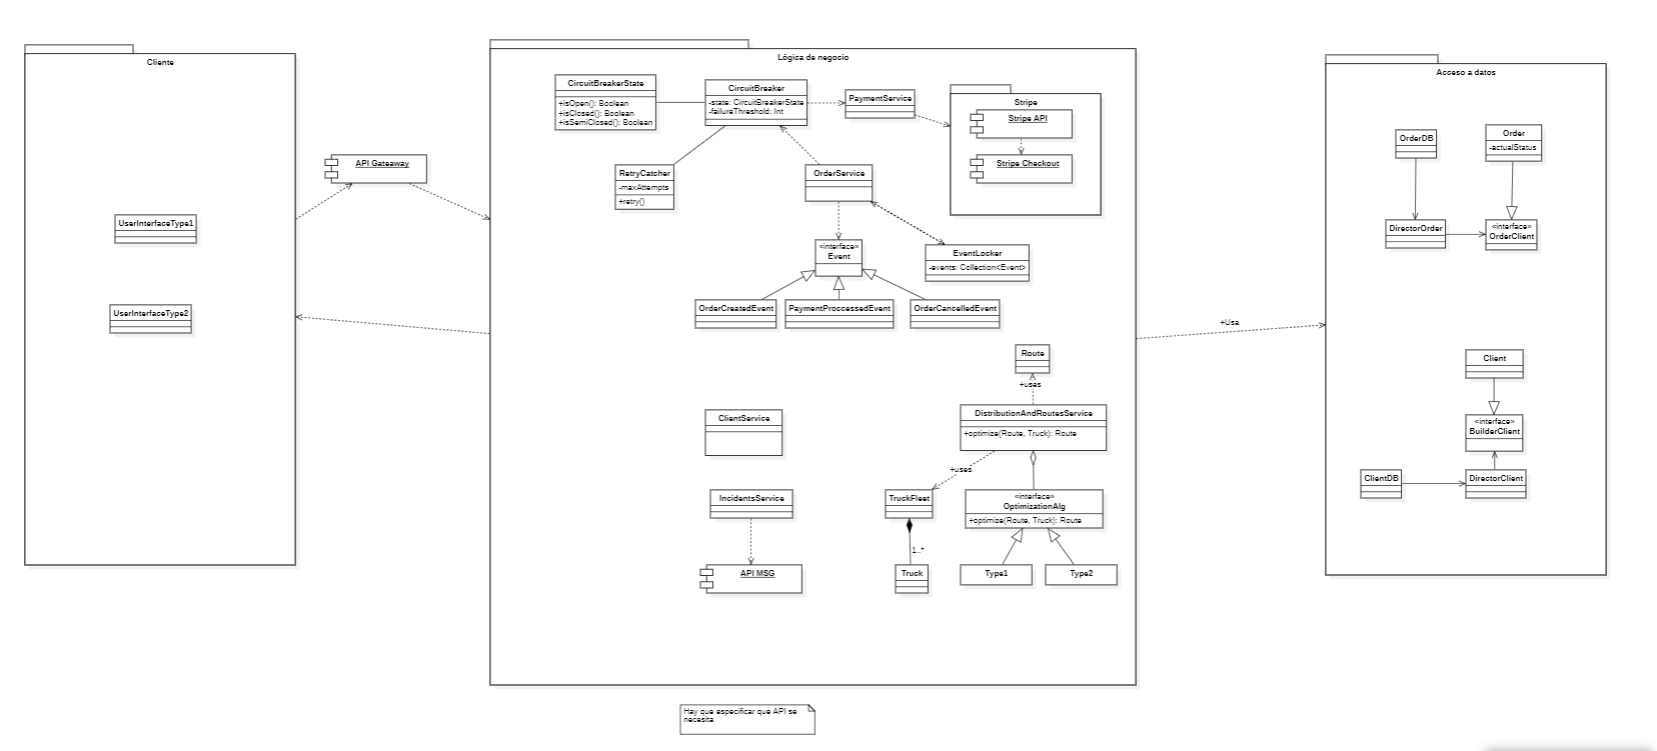 Cliente
UserInterfaceType1
UserInterfaceType2
API Gateaway
Lógica de negocio
CircuitBreakerState
+isOpen(): Boolean
+isClosed(): Boolean
+isSemiClosed(): Boolean
CircuitBreaker
-state: CircuitBreakerState
-failureThreshold: Int
PaymentService
Stripe
Stripe API
Stripe Checkout
RetryCatcher
-maxAttempts
+retry()
OrderService
«interface»
Event
EventLocker
-events: Collection<Event>
OrderCreatedEvent
PaymentProccessedEvent
OrderCancelledEvent
Route
+uses
DistributionAndRoutesService
+optimize(Route, Truck): Route
ClientService
+uses
IncidentsService
TruckFleet
«interface»
OptimizationAlg
+optimize(Route, Truck): Route
1..*
API MSG
Truck
Type1
Type2
Hay que especificar que API se
necesita
+Usa
Acceso a datos
OrderDB
Order
-actualStatus
DirectorOrder
«interface»
OrderClient
Client
«interface»
BuilderClient
ClientDB
DirectorClient